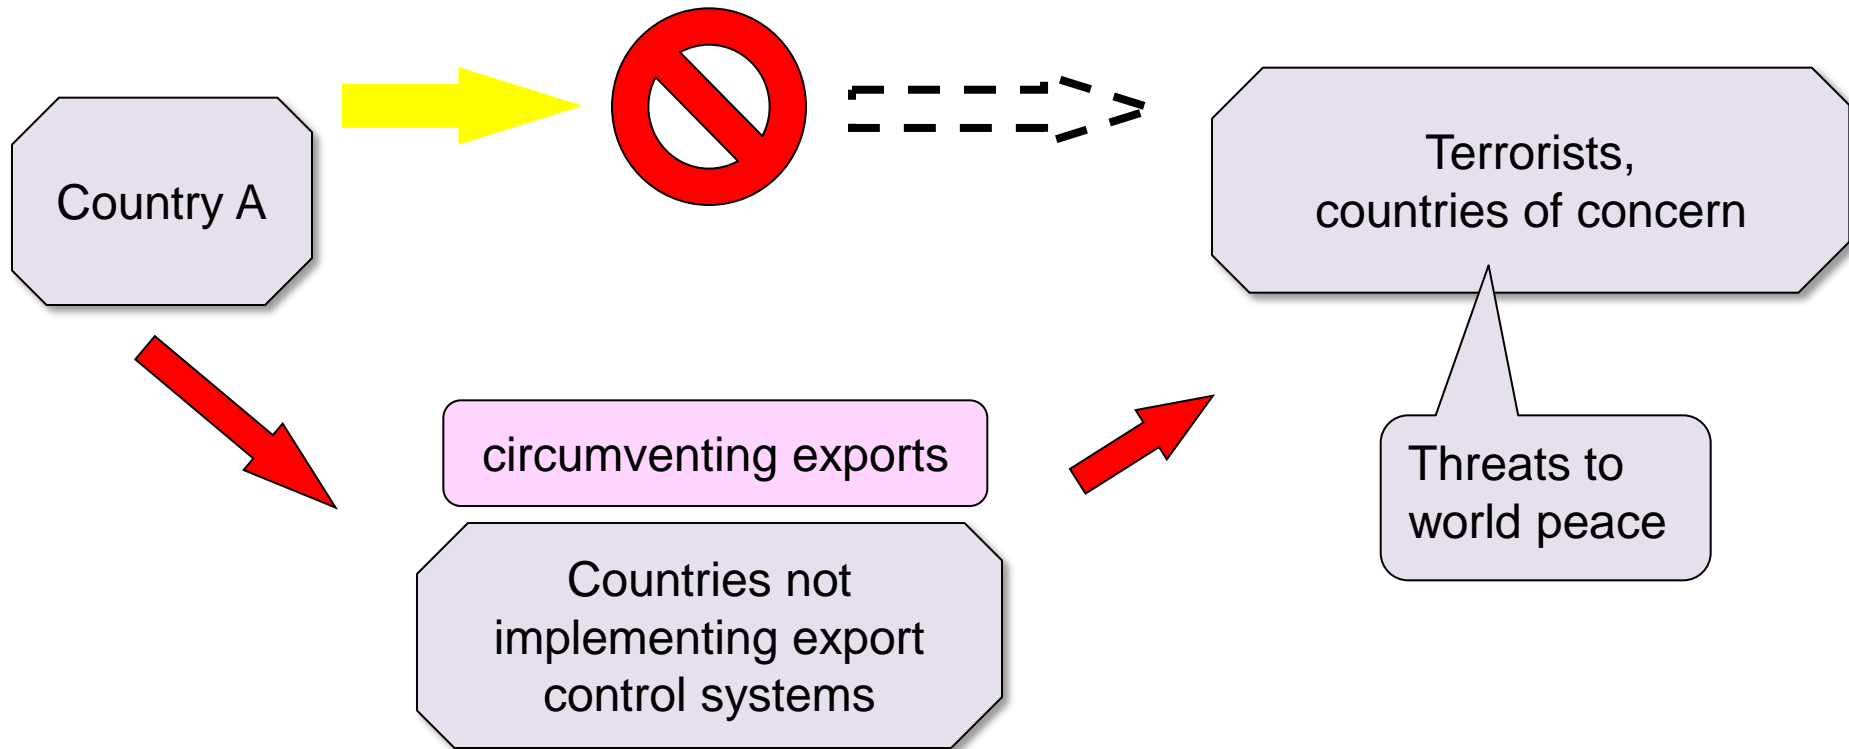 Country A
Terrorists,
countries of concern
circumventing exports
Countries not
implementing export
control systems
Threats to
world peace